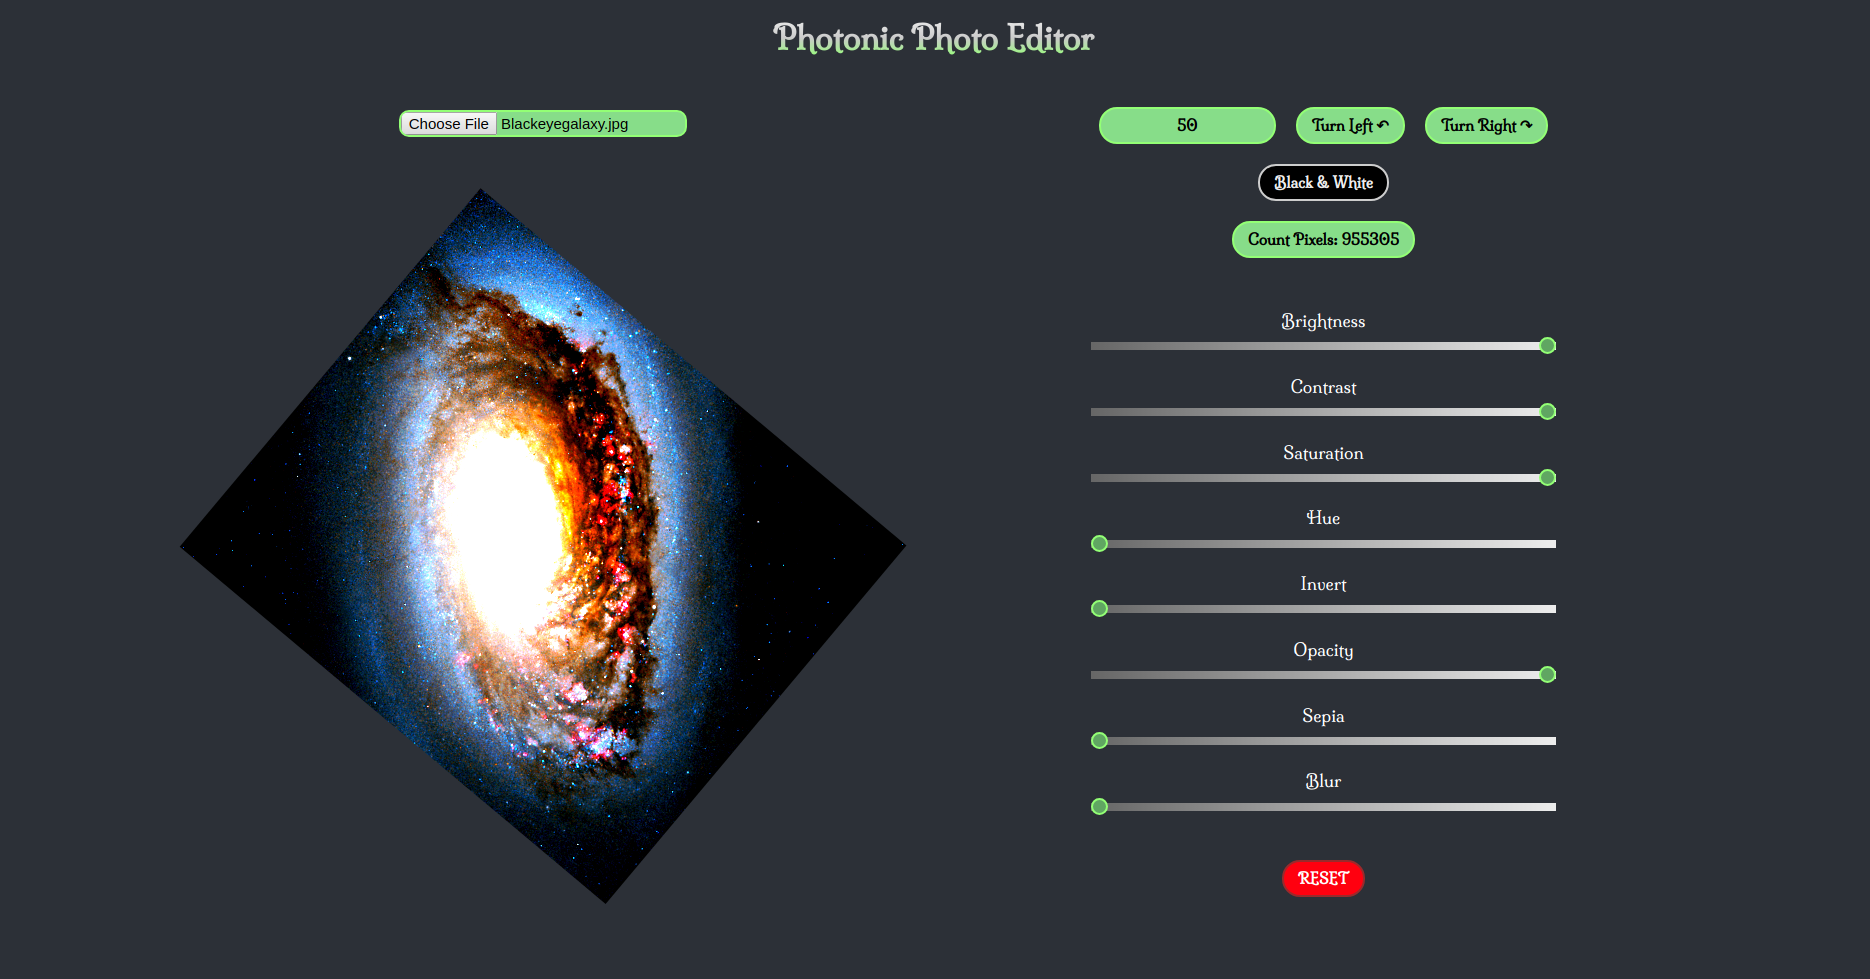 Photonic Photo Editor
Choose File Blackeyegalaxy.jpg
50 Turn Left ↶ Turn Right ↷
Black & White
Count Pixels: 955305
Brightness
Contrast
Saturation
Hue
Invert
Opacity
Sepia
Blur
RESET